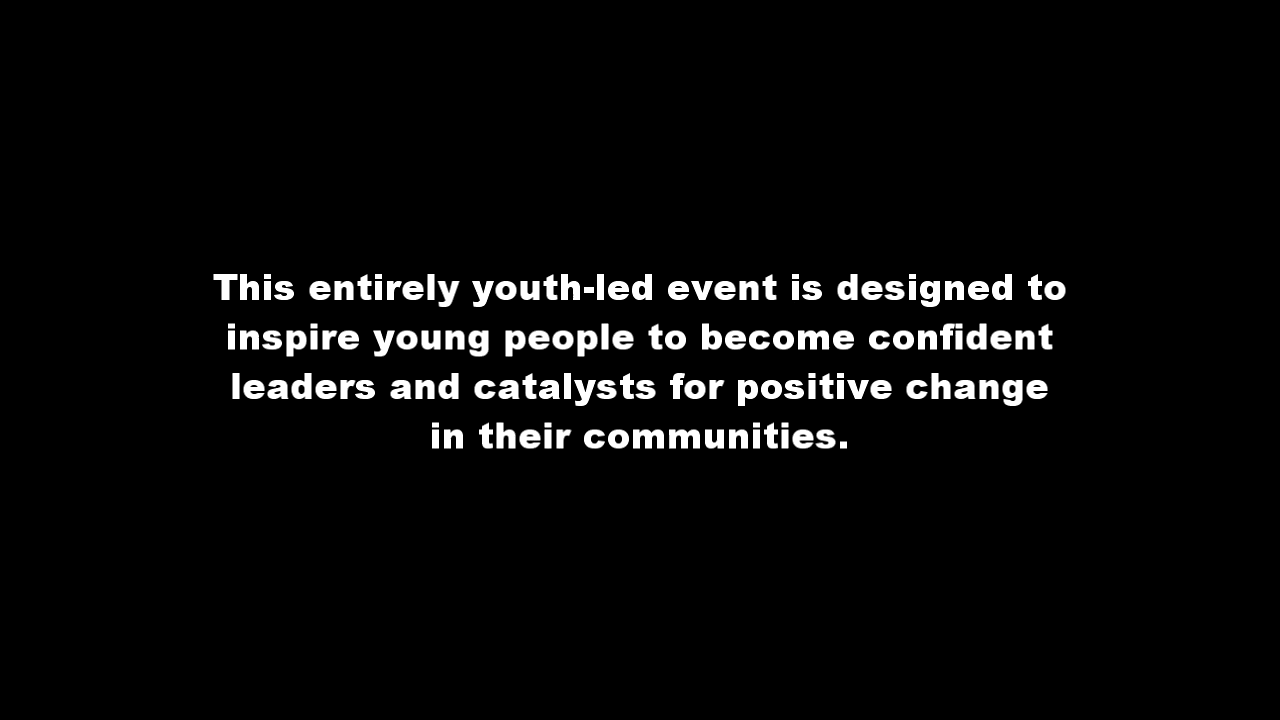 This entirely youth-led event is designed to
inspire young people to become confident
leaders and catalysts for positive change
in their communities.